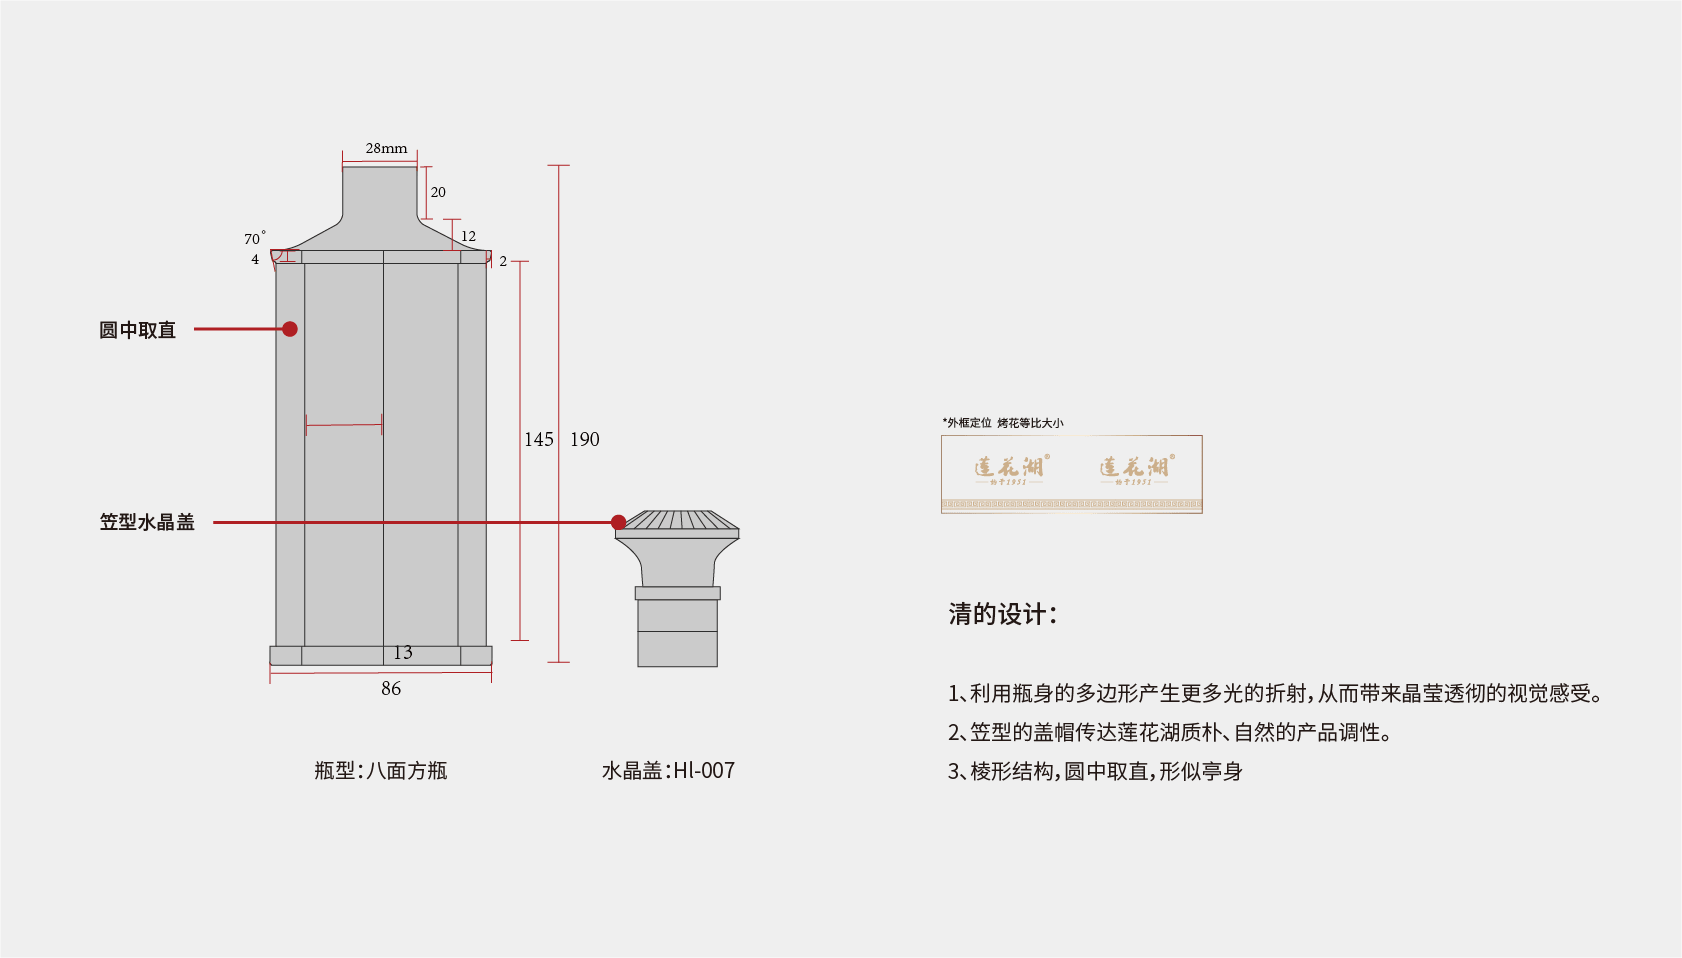 28mm
20
12
70°
4
2
圆中取直
145
190
笠型水晶盖
13
86
瓶型：八面方瓶
水晶盖：Hl-007
*外框定位 烤花等比大小
莲花湖® 莲花湖®
始于1951 始于1951
清的设计：
1、利用瓶身的多边形产生更多光的折射，从而带来晶莹透彻的视觉感受。
2、笠型的盖帽传达莲花湖质朴、自然的产品调性。
3、棱形结构，圆中取直，形似亭身